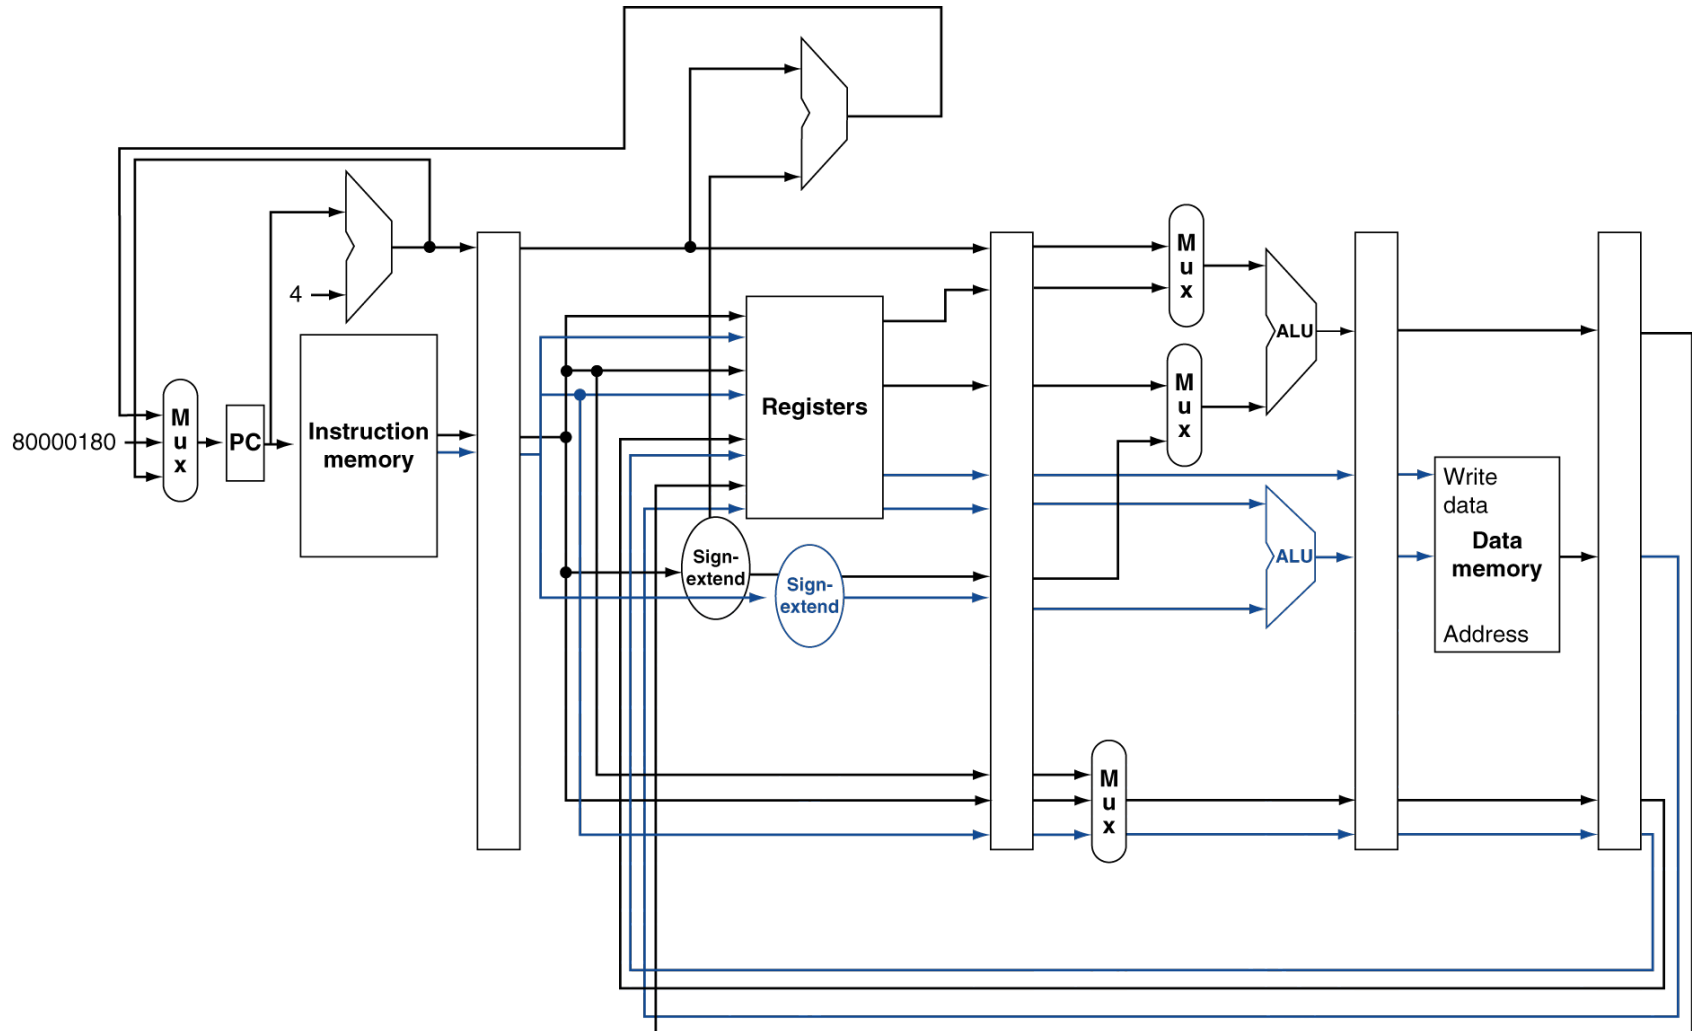 4
80000180
M
u
x
PC
Instruction
memory
Registers
Sign-
extend
Sign-
extend
M
u
x
M
u
x
ALU
ALU
M
u
x
Write
data
Data
memory
Address